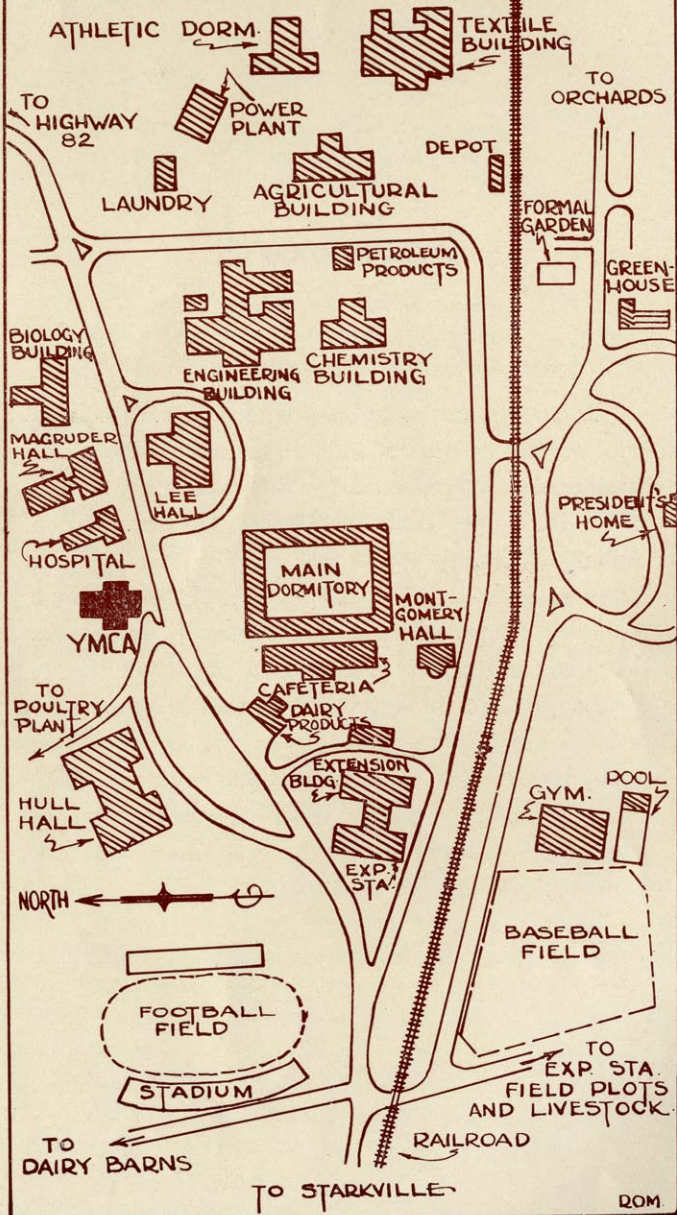 ATHLETIC DORM.
TEXTILE
BUILDING
TO
HIGHWAY
82
POWER
PLANT
TO
ORCHARDS
DEPOT
LAUNDRY
AGRICULTURAL
BUILDING
FORMAL
GARDEN
PETROLEUM
PRODUCTS
GREEN-
HOUSE
BIOLOGY
BUILDING
ENGINEERING
BUILDING
CHEMISTRY
BUILDING
MAGRUDER
HALL
LEE
HALL
PRESIDENT'S
HOME
HOSPITAL
MAIN
DORMITORY
MONT-
GOMERY
HALL
YMCA
CAFETERIA
TO
POULTRY
PLANT
DAIRY
PRODUCTS
EXTENSION
BLDG.
HULL
HALL
GYM.
POOL
EXP.
STA.
NORTH
BASEBALL
FIELD
FOOTBALL
FIELD
STADIUM
TO
EXP. STA.
FIELD PLOTS
AND LIVESTOCK.
TO
DAIRY BARNS
RAILROAD
TO STARKVILLE
ROM.